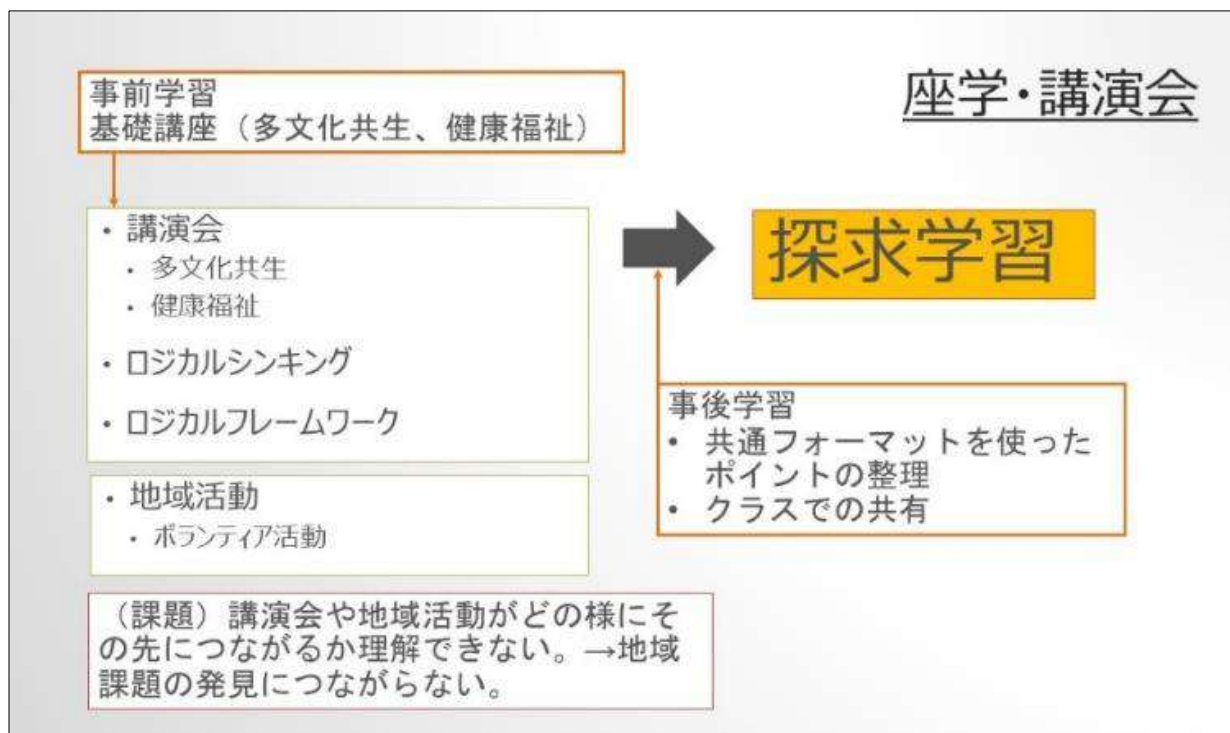 座学・講演会
事前学習
基礎講座（多文化共生、健康福祉）
・講演会
・多文化共生
・健康福祉
・ロジカルシンキング
・ロジカルフレームワーク
・地域活動
・ボランティア活動
（課題）講演会や地域活動がどの様にそ
の先につながるか理解できない。→地域
課題の発見につながらない。
探求学習
事後学習
• 共通フォーマットを使った
ポイントの整理
• クラスでの共有